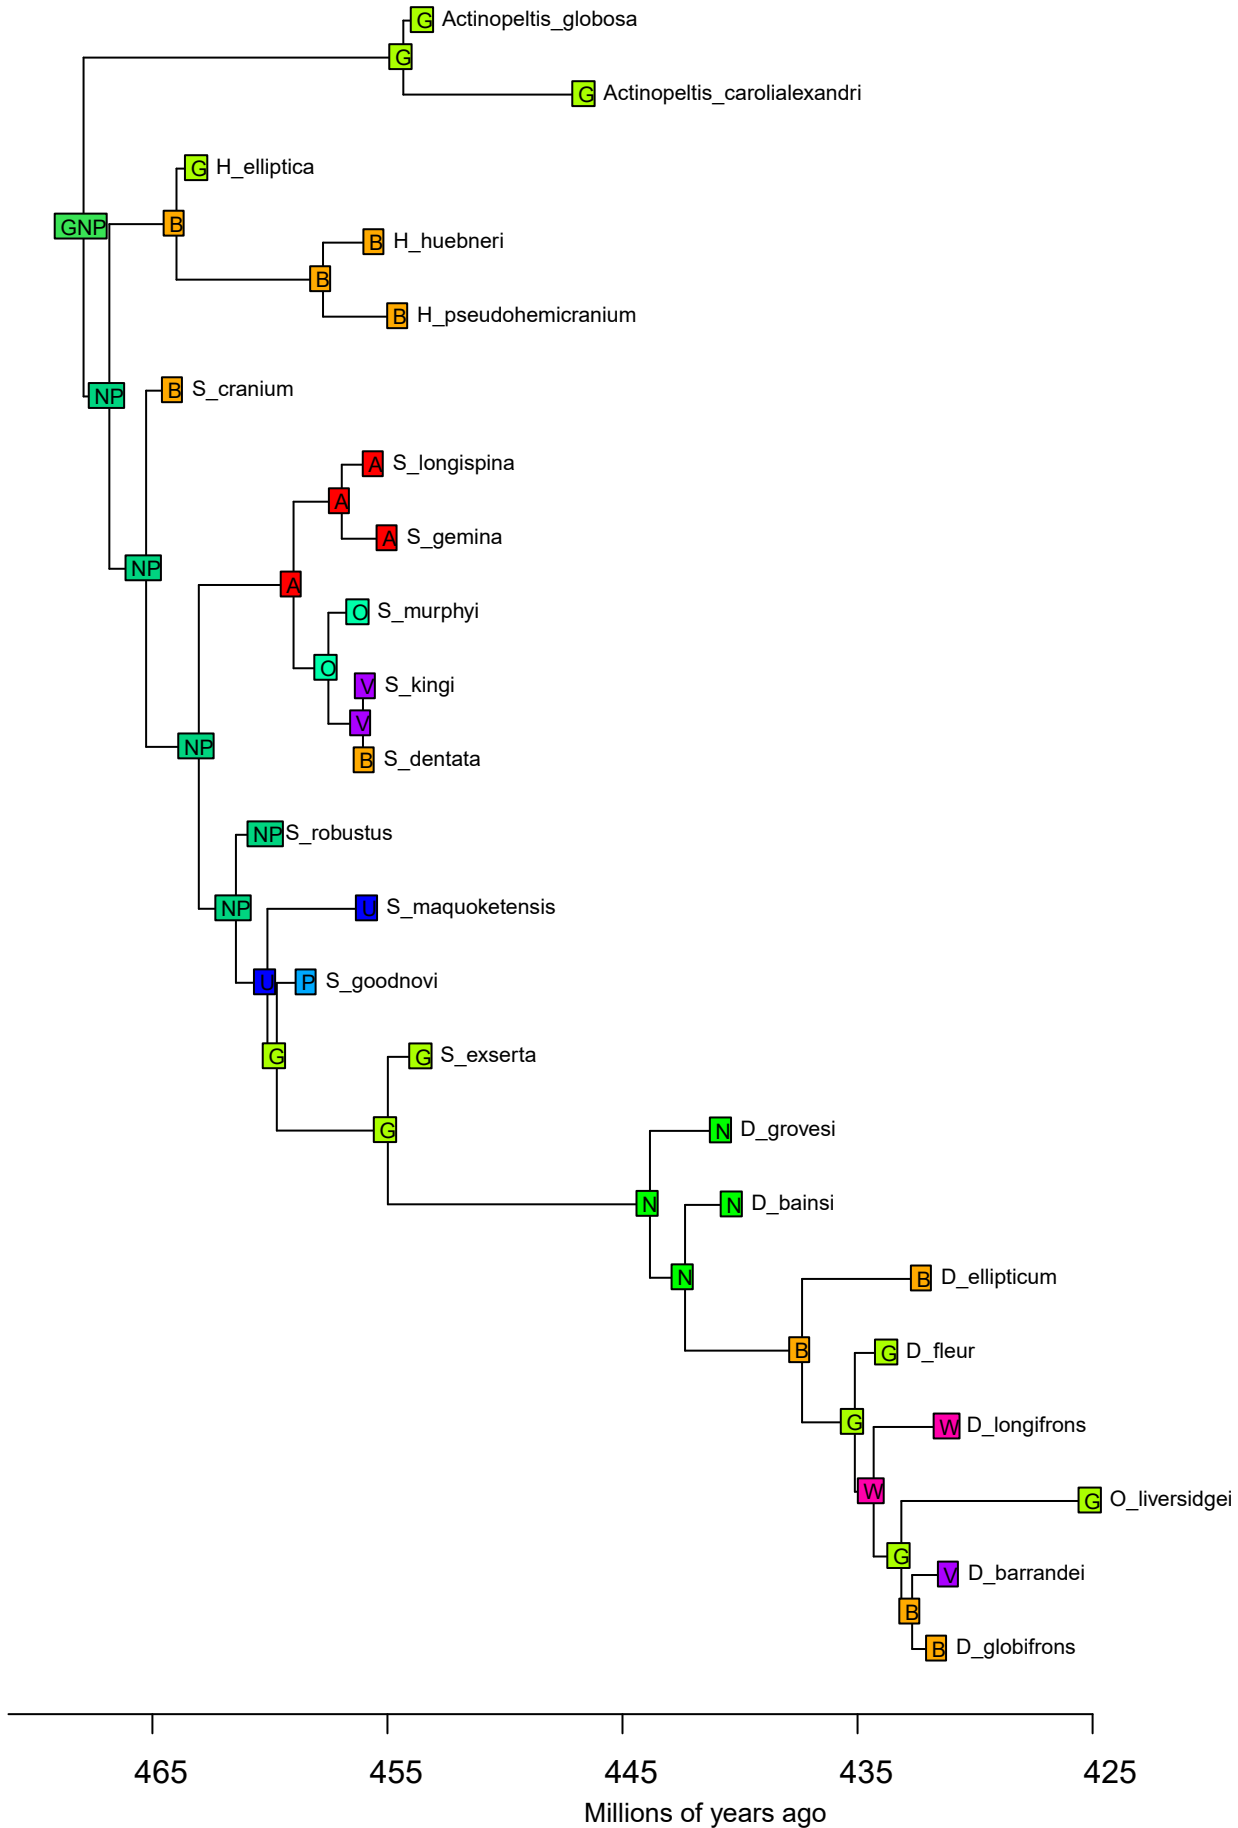 G Actinopeltis_globosa
G
G Actinopeltis_carolialexandri
G H_elliptica
GNP B
B H_huebneri
B
B H_pseudohemicranium
NP B S_cranium
A S_longispina
A
A S_gemina
NP
A
O S_murphyi
O
V S_kingi
NP V
B S_dentata
NP S_robustus
NP U S_maquoketensis
U P S_goodnovi
G G S_exserta
G N D_grovesi
N N D_bainsi
N B D_ellipticum
B G D_fleur
G W D_longifrons
W G O_liversidgei
G
V D_barrandei
B
B D_globifrons
465 455 445 435 425
Millions of years ago